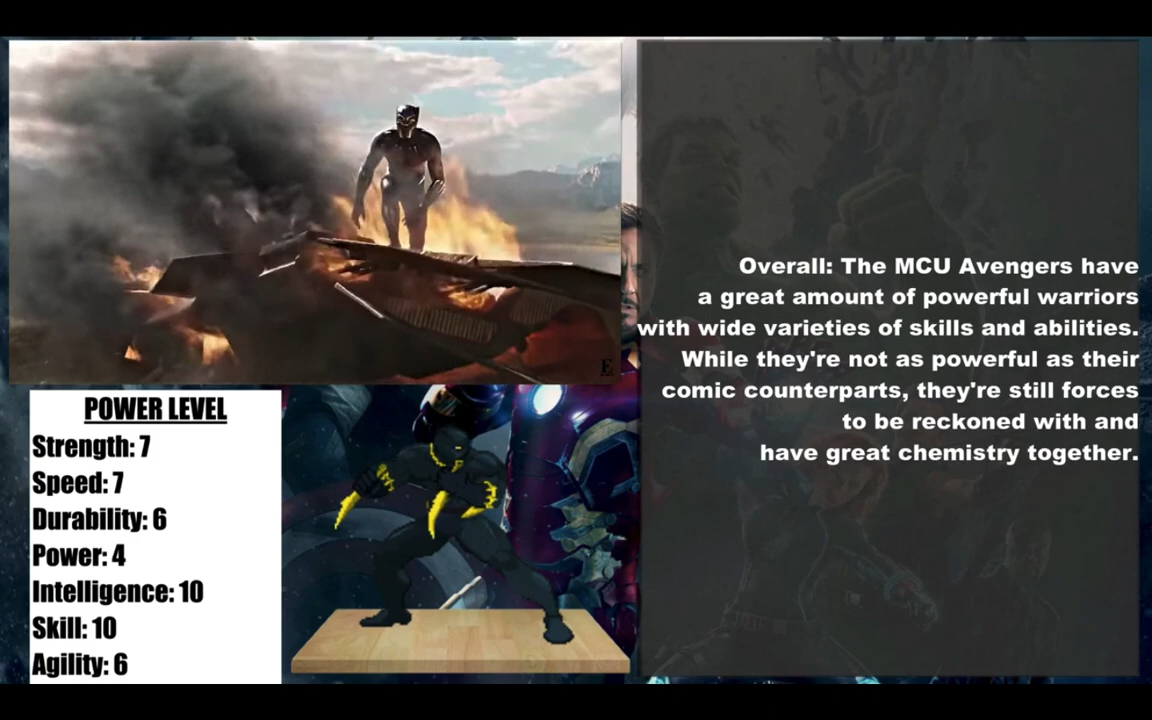 POWER LEVEL
Strength: 7
Speed: 7
Durability: 6
Power: 4
Intelligence: 10
Skill: 10
Agility: 6
Overall: The MCU Avengers have
a great amount of powerful warriors
with wide varieties of skills and abilities.
While they're not as powerful as their
comic counterparts, they're still forces
to be reckoned with and
have great chemistry together.
E